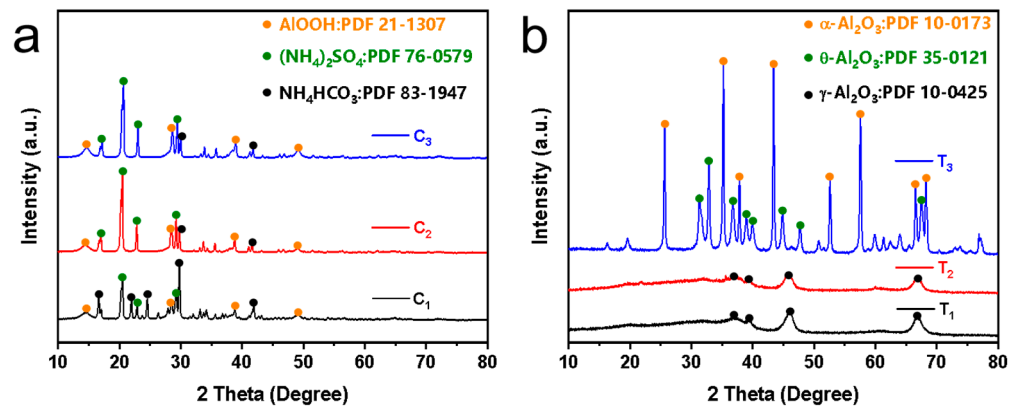 a
AlOOH:PDF 21-1307
(NH₄)₂SO₄:PDF 76-0579
NH₄HCO₃:PDF 83-1947
C₃
C₂
C₁
Intensity (a.u.)
10 20 30 40 50 60 70 80
2 Theta (Degree)
b
α-Al₂O₃:PDF 10-0173
θ-Al₂O₃:PDF 35-0121
γ-Al₂O₃:PDF 10-0425
T₃
T₂
T₁
Intensity (a.u.)
10 20 30 40 50 60 70 80
2 Theta (Degree)